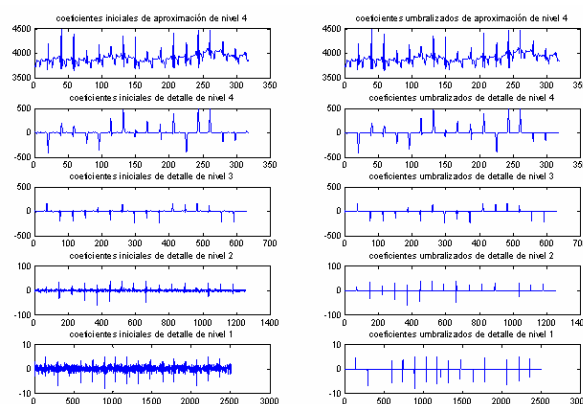 coeficientes iniciales de aproximación de nivel 4
4500
4000
3500
0 50 100 150 200 250 300 350
coeficientes iniciales de detalle de nivel 4
500
0
-500
0 50 100 150 200 250 300 350
coeficientes iniciales de detalle de nivel 3
500
0
-500
0 100 200 300 400 500 600 700
coeficientes iniciales de detalle de nivel 2
100
0
-100
0 200 400 600 800 1000 1200 1400
coeficientes iniciales de detalle de nivel 1
10
0
-10
0 500 1000 1500 2000 2500 3000
coeficientes umbralizados de aproximación de nivel 4
4500
4000
3500
0 50 100 150 200 250 300 350
coeficientes umbralizados de detalle de nivel 4
500
0
-500
0 50 100 150 200 250 300 350
coeficientes umbralizados de detalle de nivel 3
500
0
-500
0 100 200 300 400 500 600 700
coeficientes umbralizados de detalle de nivel 2
100
0
-100
0 200 400 600 800 1000 1200 1400
coeficientes umbralizados de detalle de nivel 1
10
0
-10
0 500 1000 1500 2000 2500 3000